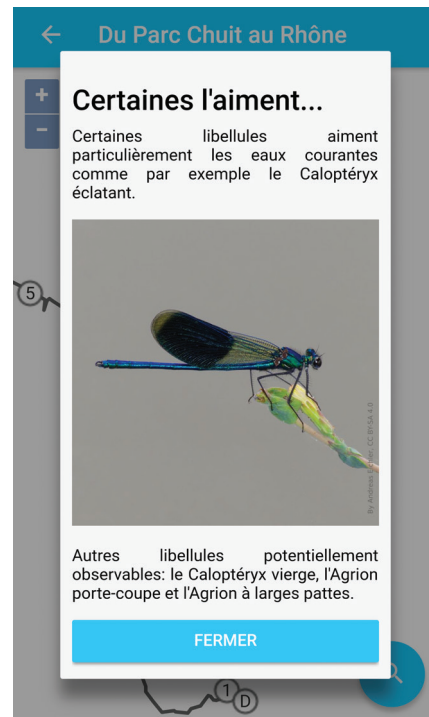 Du Parc Chuit au Rhône
+
Certaines l'aiment...
−
Certaines libellules aiment
particulièrement les eaux courantes
comme par exemple le Caloptéryx
éclatant.
5
Autres libellules potentiellement
observables: le Caloptéryx vierge, l'Agrion
porte-coupe et l'Agrion à larges pattes.
FERMER
1
D